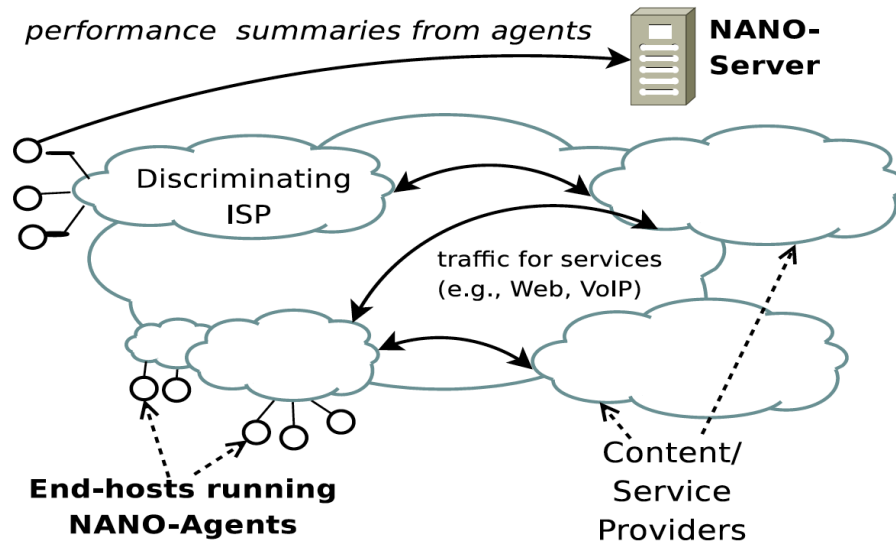 performance summaries from agents
NANO-
Server
Discriminating
ISP
traffic for services
(e.g., Web, VoIP)
End-hosts running
NANO-Agents
Content/
Service
Providers